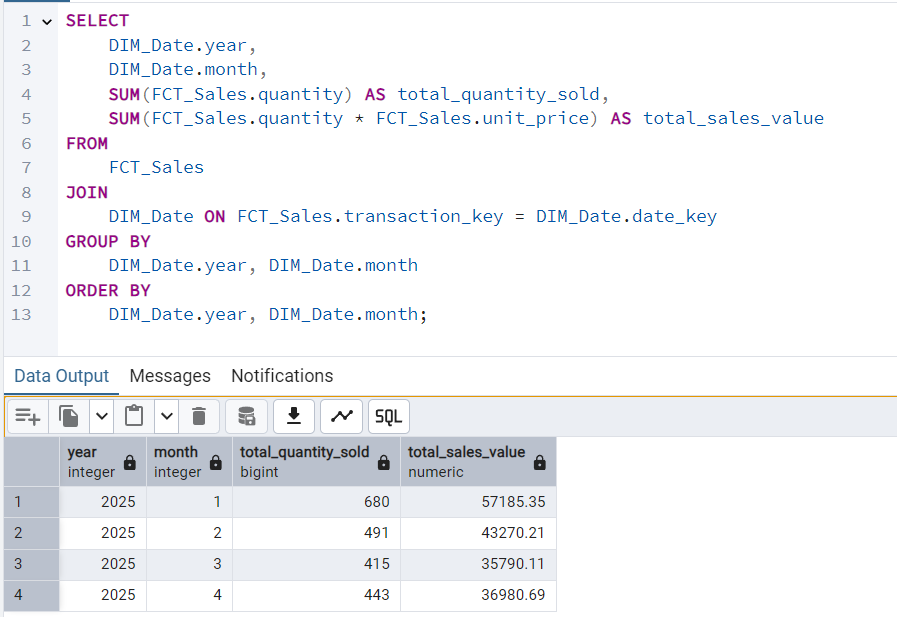 1 SELECT
2 DIM_Date.year,
3 DIM_Date.month,
4 SUM(FCT_Sales.quantity) AS total_quantity_sold,
5 SUM(FCT_Sales.quantity * FCT_Sales.unit_price) AS total_sales_value
6 FROM
7 FCT_Sales
8 JOIN
9 DIM_Date ON FCT_Sales.transaction_key = DIM_Date.date_key
10 GROUP BY
11 DIM_Date.year, DIM_Date.month
12 ORDER BY
13 DIM_Date.year, DIM_Date.month;
Data Output Messages Notifications
SQL
year month total_quantity_sold total_sales_value
integer integer bigint numeric
1 2025 1 680 57185.35
2 2025 2 491 43270.21
3 2025 3 415 35790.11
4 2025 4 443 36980.69